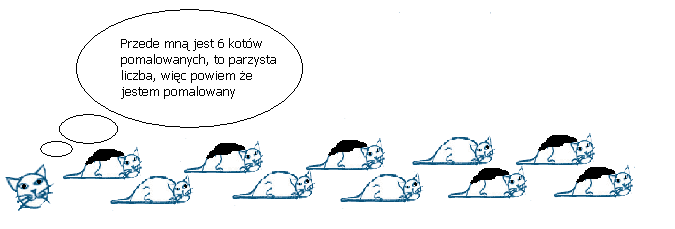 Przede mną jest 6 kotów
pomalowanych, to parzysta
liczba, więc powiem że
jestem pomalowany